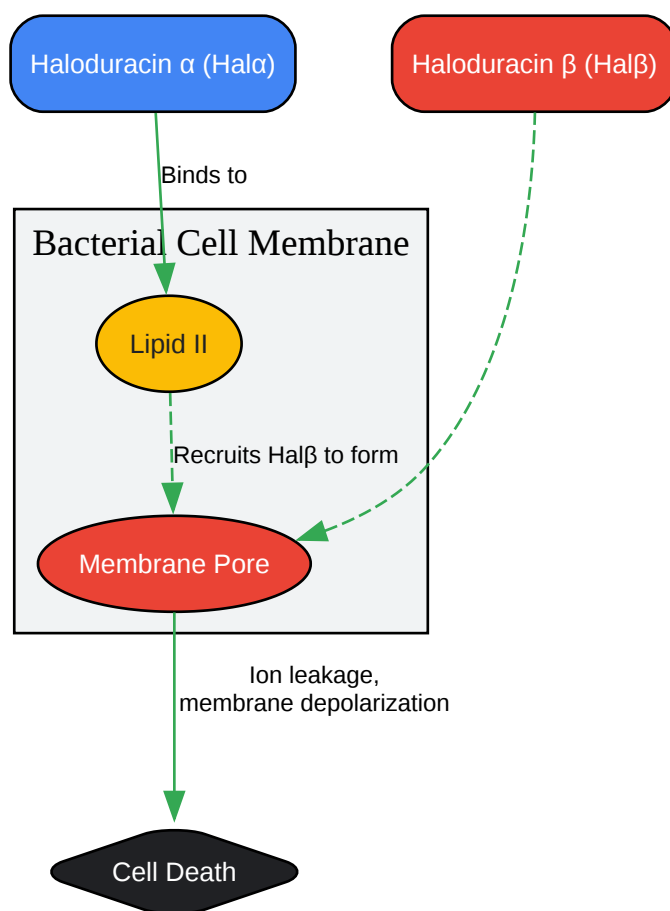 Haloduracin α (Halα)
Haloduracin β (Halβ)
Binds to
Bacterial Cell Membrane
Lipid II
Recruits Halβ to form
Membrane Pore
Ion leakage,
membrane depolarization
Cell Death